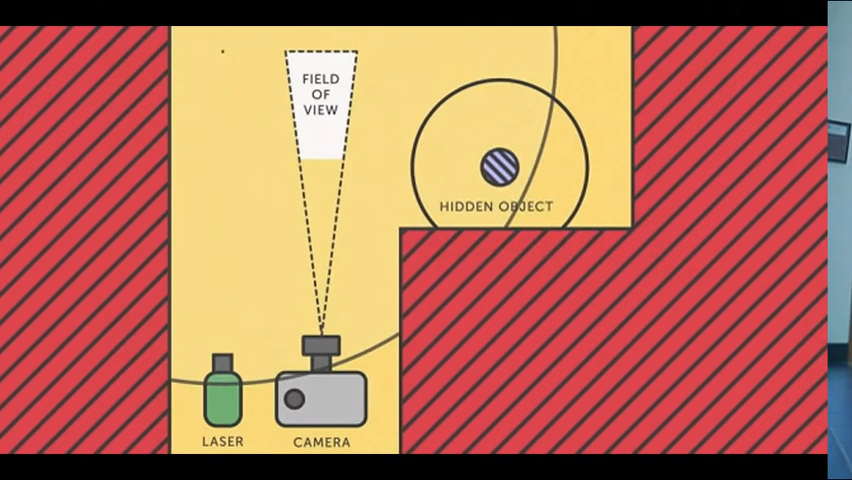 FIELD
OF
VIEW
HIDDEN OBJECT
LASER
CAMERA